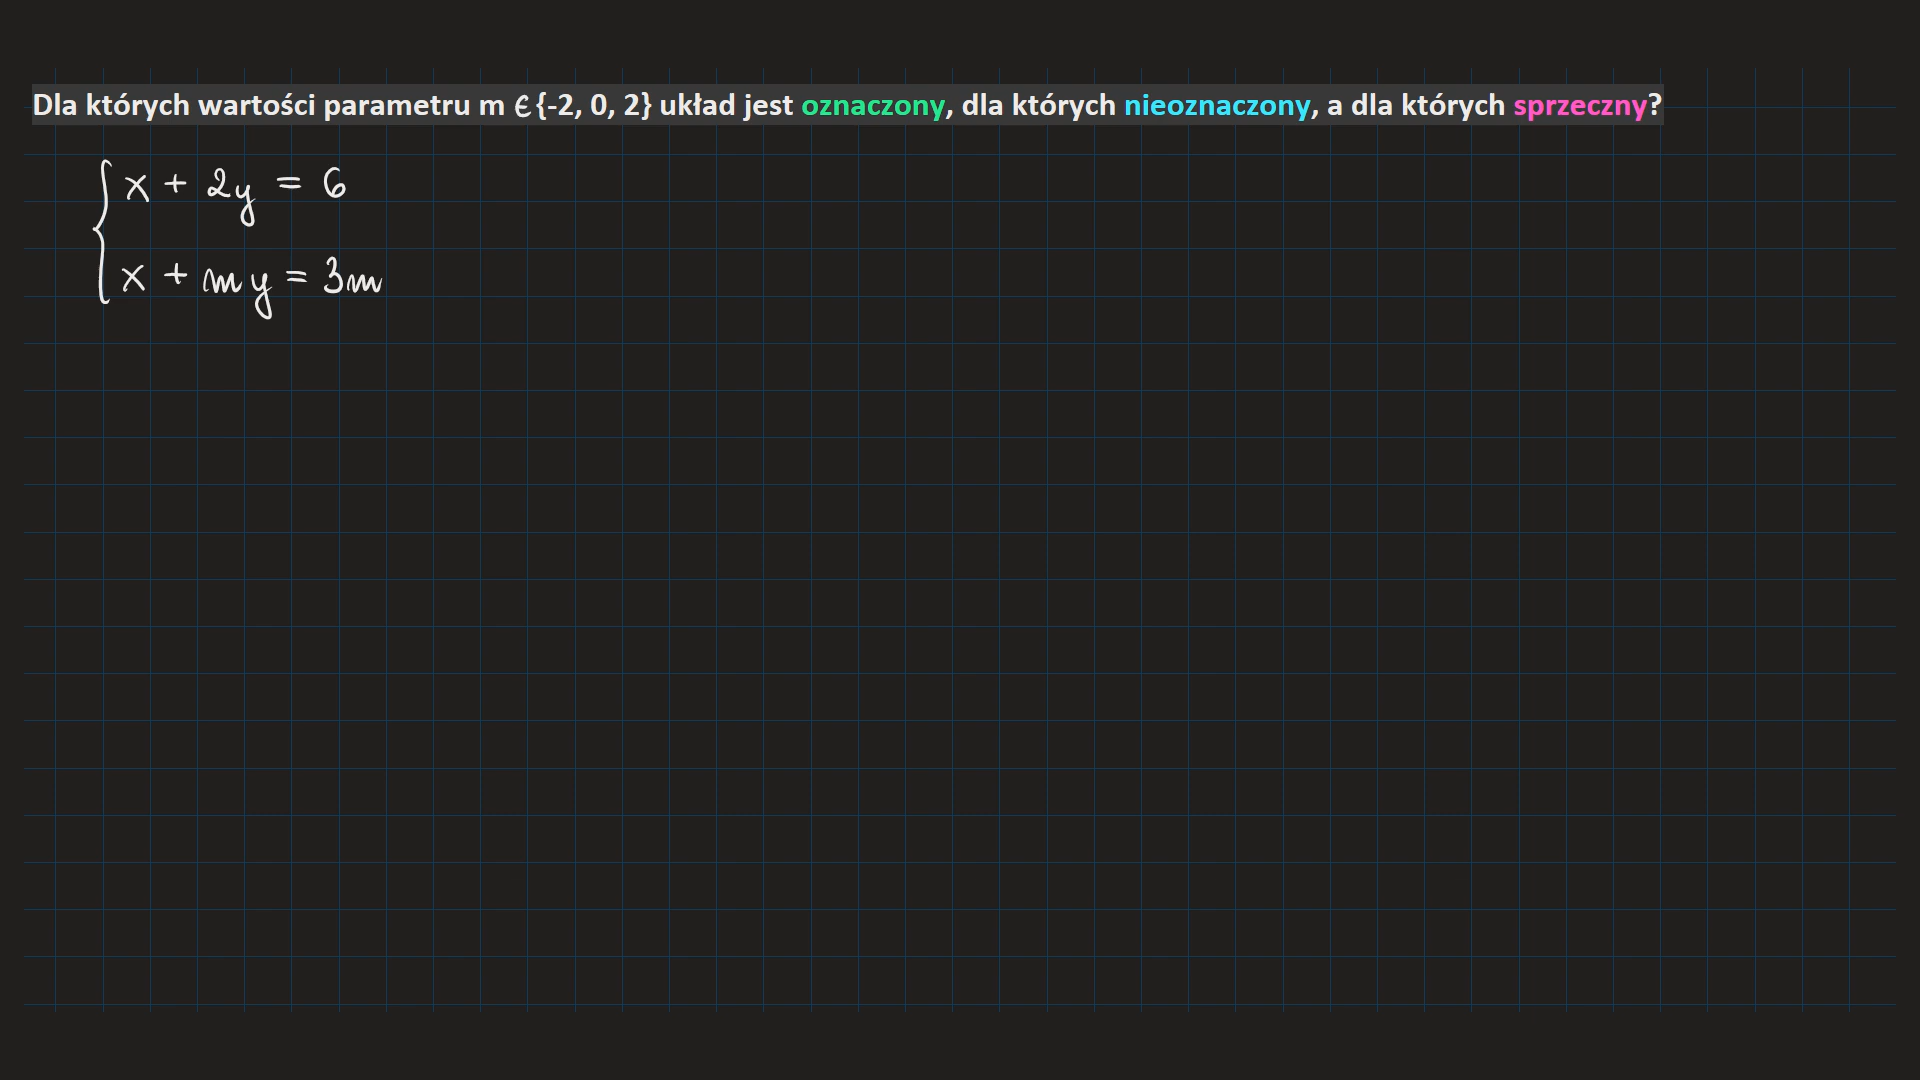 Dla których wartości parametru m ∈ {-2, 0, 2} układ jest oznaczony, dla których nieoznaczony, a dla których sprzeczny?
x + 2y = 6
x + my = 3m